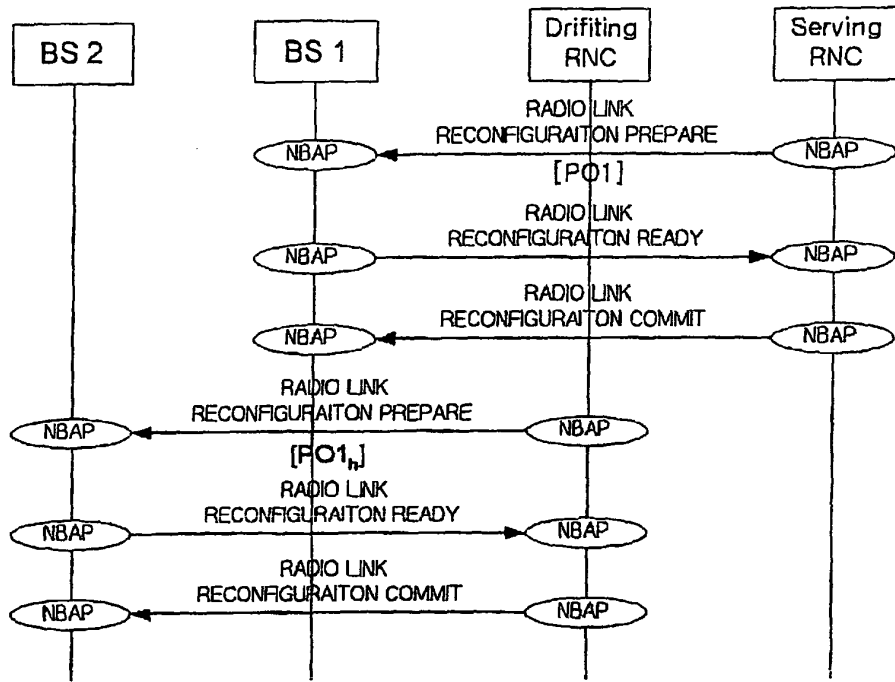 BS 2
BS 1
Drifiting
RNC
Serving
RNC
RADIO LINK
RECONFIGURAITON PREPARE
NBAP
NBAP
[PO1]
RADIO LINK
RECONFIGURAITON READY
NBAP
NBAP
RADIO LINK
RECONFIGURAITON COMMIT
NBAP
NBAP
RADIO LINK
RECONFIGURAITON PREPARE
NBAP
NBAP
[PO1h]
RADIO LINK
RECONFIGURAITON READY
NBAP
NBAP
RADIO LINK
RECONFIGURAITON COMMIT
NBAP
NBAP